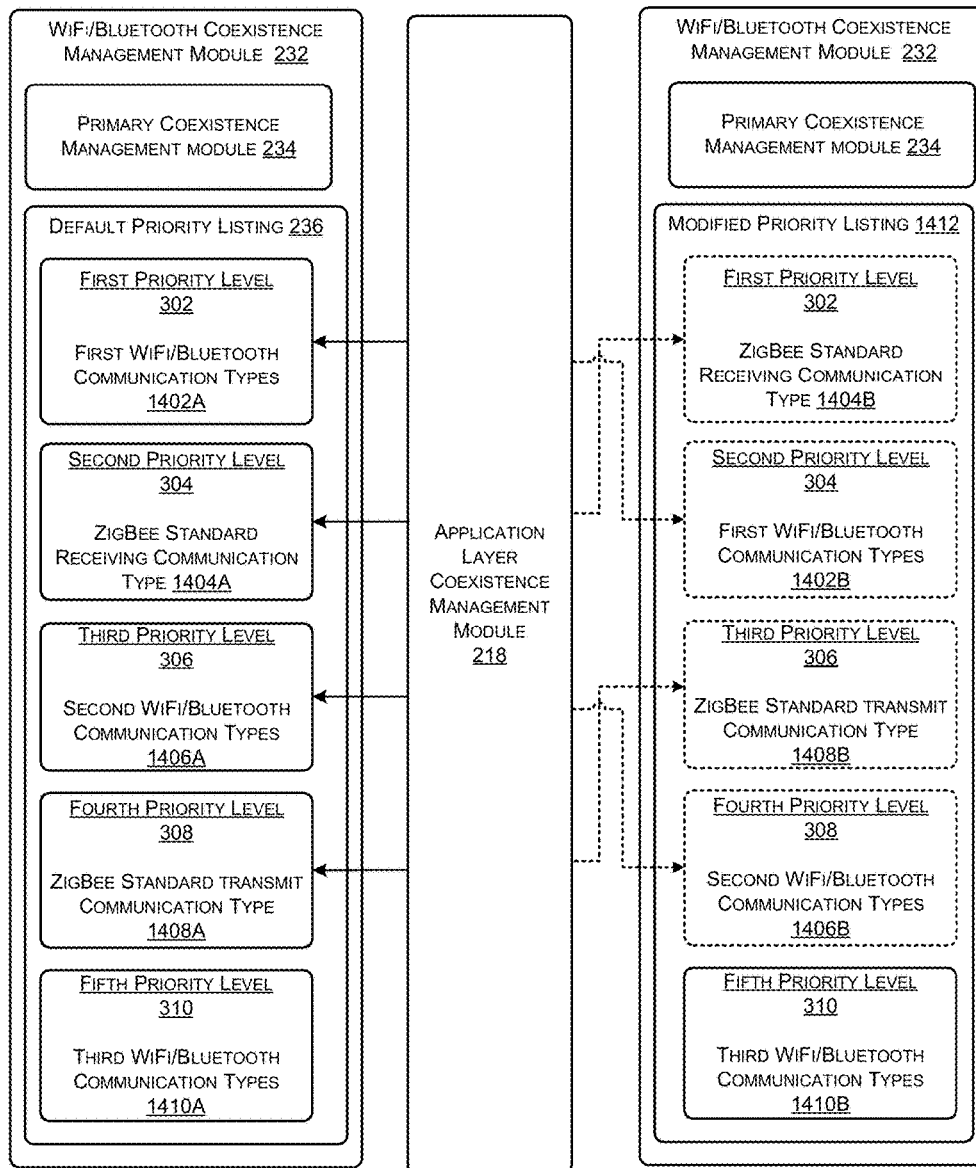 WiFi/Bluetooth Coexistence
Management Module 232
Primary Coexistence
Management module 234
Default Priority Listing 236
First Priority Level
302
First WiFi/Bluetooth
Communication Types
1402A
Second Priority Level
304
ZigBee Standard
Receiving Communication
Type 1404A
Third Priority Level
306
Second WiFi/Bluetooth
Communication Types
1406A
Fourth Priority Level
308
ZigBee Standard transmit
Communication Type
1408A
Fifth Priority Level
310
Third WiFi/Bluetooth
Communication Types
1410A
Application
Layer
Coexistence
Management
Module
218
WiFi/Bluetooth Coexistence
Management Module 232
Primary Coexistence
Management module 234
Modified Priority Listing 1412
First Priority Level
302
ZigBee Standard
Receiving Communication
Type 1404B
Second Priority Level
304
First WiFi/Bluetooth
Communication Types
1402B
Third Priority Level
306
ZigBee Standard transmit
Communication Type
1408B
Fourth Priority Level
308
Second WiFi/Bluetooth
Communication Types
1406B
Fifth Priority Level
310
Third WiFi/Bluetooth
Communication Types
1410B